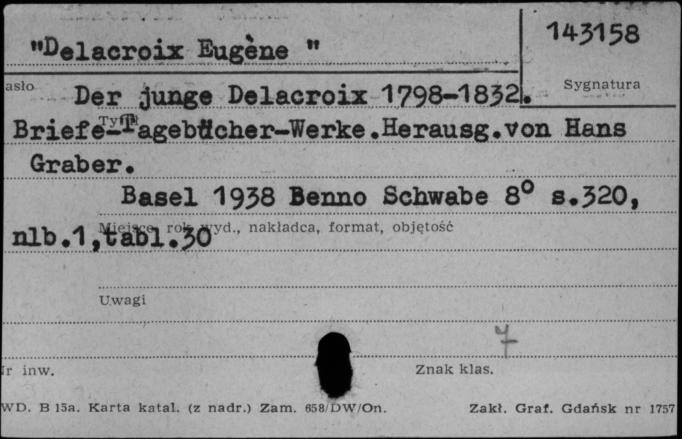 "Delacroix Eugène "
143158
asło
Sygnatura
Der junge Delacroix 1798-1832.
Tytuł
Briefe-Tagebücher-Werke.Herausg.von Hans
Graber.
Basel 1938 Benno Schwabe 8° s.320,
Miejsce, rok wyd., nakładca, format, objętość
nlb.1,tabl.30
Uwagi
r inw.
Znak klas.
WD. B 15a. Karta katal. (z nadr.) Zam. 658/DW/On.
Zakł. Graf. Gdańsk nr 1757